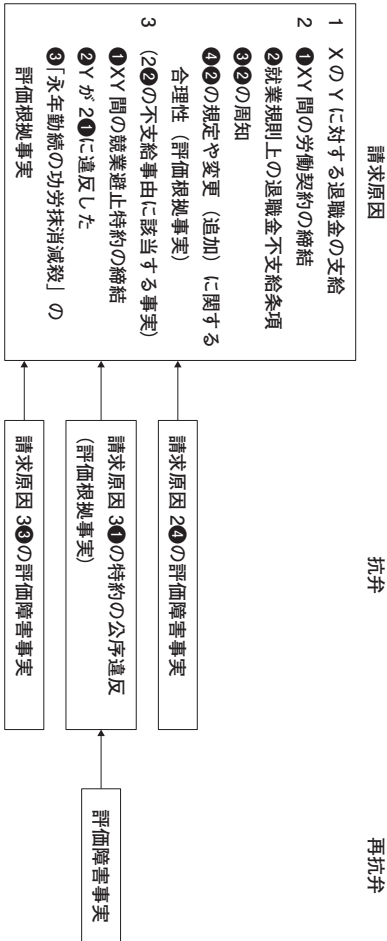 請求原因
1 XのYに対する退職金の支給
2 ❶XY間の労働契約の締結
❷就業規則上の退職金不支給条項
❸❷の周知
❹❷の規定や変更(追加)に関する
合理性(評価根拠事実)
3 (2❷の不支給事由に該当する事実)
❶XY間の競業避止特約の締結
❷Yが2❶に違反した
❸「永年勤続の功労抹消減殺」の
評価根拠事実
抗弁
請求原因2❹の評価障害事実
請求原因3❶の特約の公序違反
(評価根拠事実)
請求原因3❸の評価障害事実
再抗弁
評価障害事実